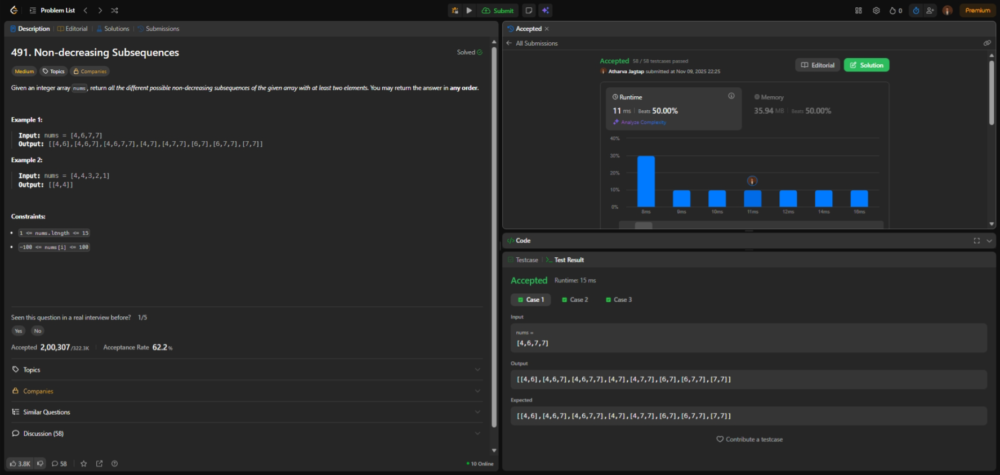 Problem List
Submit
0
Premium
Description
Editorial
Solutions
Submissions
491. Non-decreasing Subsequences
Solved
Medium
Topics
Companies
Given an integer array nums, return all the different possible non-decreasing subsequences of the given array with at least two elements. You may return the answer in any order.
Example 1:
Input: nums = [4,6,7,7]
Output: [[4,6],[4,6,7],[4,6,7,7],[4,7],[4,7,7],[6,7],[6,7,7],[7,7]]
Example 2:
Input: nums = [4,4,3,2,1]
Output: [[4,4]]
Constraints:
1 <= nums.length <= 15
-100 <= nums[i] <= 100
Seen this question in a real interview before? 1/5
Yes
No
Accepted 2,00,307/322.3K
Acceptance Rate 62.2%
Topics
Companies
Similar Questions
Discussion (58)
3.8K
58
10 Online
Accepted
All Submissions
Accepted 58 / 58 testcases passed
Atharva Jagtap submitted at Nov 09, 2025 22:25
Editorial
Solution
Runtime
11 ms
Beats 50.00%
Analyze Complexity
Memory
35.94 MB
Beats 50.00%
40%
30%
20%
10%
0%
8ms
9ms
10ms
11ms
12ms
14ms
16ms
Code
Testcase
Test Result
Accepted Runtime: 15 ms
Case 1
Case 2
Case 3
Input
nums =
[4,6,7,7]
Output
[[4,6],[4,6,7],[4,6,7,7],[4,7],[4,7,7],[6,7],[6,7,7],[7,7]]
Expected
[[4,6],[4,6,7],[4,6,7,7],[4,7],[4,7,7],[6,7],[6,7,7],[7,7]]
Contribute a testcase